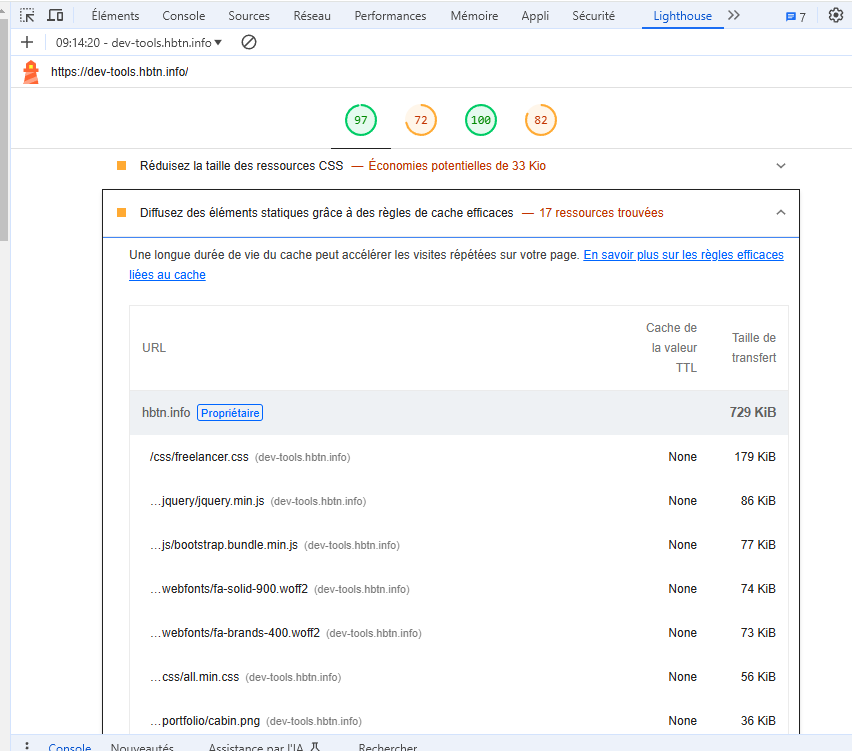 Éléments Console Sources Réseau Performances Mémoire Appli Sécurité Lighthouse 7
09:14:20 - dev-tools.hbtn.info
https://dev-tools.hbtn.info/
97 72 100 82
Réduisez la taille des ressources CSS — Économies potentielles de 33 Kio
Diffusez des éléments statiques grâce à des règles de cache efficaces — 17 ressources trouvées
Une longue durée de vie du cache peut accélérer les visites répétées sur votre page. En savoir plus sur les règles efficaces
liées au cache
URL
Cache de
la valeur
TTL
Taille de
transfert
hbtn.info Propriétaire 729 KiB
/css/freelancer.css (dev-tools.hbtn.info) None 179 KiB
…jquery/jquery.min.js (dev-tools.hbtn.info) None 86 KiB
…js/bootstrap.bundle.min.js (dev-tools.hbtn.info) None 77 KiB
…webfonts/fa-solid-900.woff2 (dev-tools.hbtn.info) None 74 KiB
…webfonts/fa-brands-400.woff2 (dev-tools.hbtn.info) None 73 KiB
…css/all.min.css (dev-tools.hbtn.info) None 56 KiB
…portfolio/cabin.png (dev-tools.hbtn.info) None 36 KiB
Console Nouveautés Assistance par l'IA Rechercher